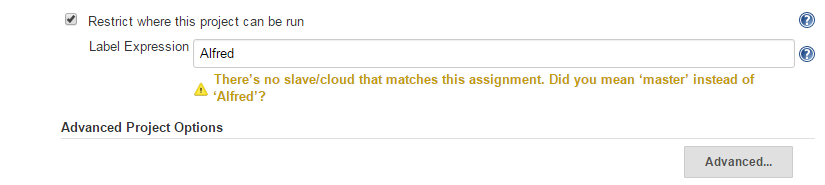 Restrict where this project can be run
Label Expression
Alfred
There's no slave/cloud that matches this assignment. Did you mean ‘master’ instead of
‘Alfred’?
Advanced Project Options
Advanced...